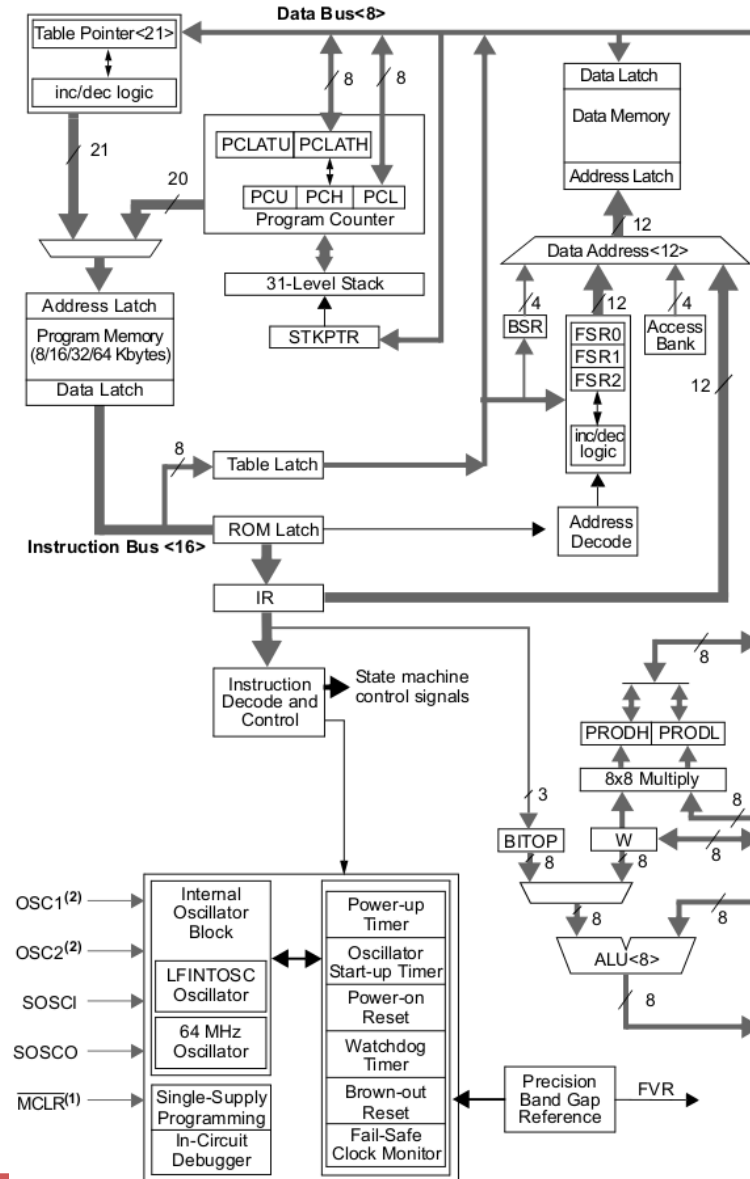 Data Bus<8>
Table Pointer<21>
inc/dec logic
21
20
8
8
PCLATU PCLATH
PCU PCH PCL
Program Counter
31-Level Stack
STKPTR
Data Latch
Data Memory
Address Latch
12
Data Address<12>
4
12
4
BSR
FSR0
FSR1
FSR2
inc/dec
logic
Access
Bank
12
Address
Decode
Address Latch
Program Memory
(8/16/32/64 Kbytes)
Data Latch
8
Table Latch
ROM Latch
Instruction Bus <16>
IR
Instruction
Decode and
Control
State machine
control signals
8
PRODH PRODL
8x8 Multiply
3
8
BITOP
W
8
8
8
8
8
ALU<8>
8
OSC1(2)
OSC2(2)
SOSCI
SOSCO
MCLR(1)
Internal
Oscillator
Block
LFINTOSC
Oscillator
64 MHz
Oscillator
Single-Supply
Programming
In-Circuit
Debugger
Power-up
Timer
Oscillator
Start-up Timer
Power-on
Reset
Watchdog
Timer
Brown-out
Reset
Fail-Safe
Clock Monitor
Precision
Band Gap
Reference
FVR